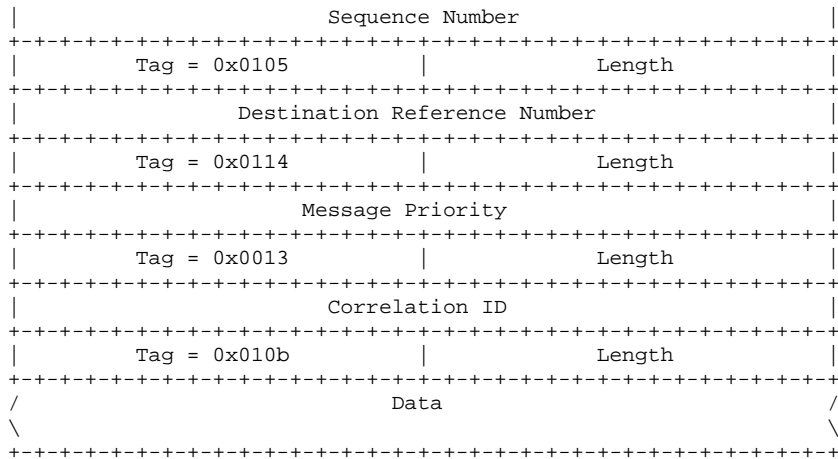 |                     Sequence Number                           |
+-+-+-+-+-+-+-+-+-+-+-+-+-+-+-+-+-+-+-+-+-+-+-+-+-+-+-+-+-+-+-+-+
|          Tag = 0x0105          |             Length            |
+-+-+-+-+-+-+-+-+-+-+-+-+-+-+-+-+-+-+-+-+-+-+-+-+-+-+-+-+-+-+-+-+
|                  Destination Reference Number                 |
+-+-+-+-+-+-+-+-+-+-+-+-+-+-+-+-+-+-+-+-+-+-+-+-+-+-+-+-+-+-+-+-+
|          Tag = 0x0114          |             Length            |
+-+-+-+-+-+-+-+-+-+-+-+-+-+-+-+-+-+-+-+-+-+-+-+-+-+-+-+-+-+-+-+-+
|                       Message Priority                        |
+-+-+-+-+-+-+-+-+-+-+-+-+-+-+-+-+-+-+-+-+-+-+-+-+-+-+-+-+-+-+-+-+
|          Tag = 0x0013          |             Length            |
+-+-+-+-+-+-+-+-+-+-+-+-+-+-+-+-+-+-+-+-+-+-+-+-+-+-+-+-+-+-+-+-+
|                         Correlation ID                        |
+-+-+-+-+-+-+-+-+-+-+-+-+-+-+-+-+-+-+-+-+-+-+-+-+-+-+-+-+-+-+-+-+
|          Tag = 0x010b          |             Length            |
+-+-+-+-+-+-+-+-+-+-+-+-+-+-+-+-+-+-+-+-+-+-+-+-+-+-+-+-+-+-+-+-+
/                              Data                             /
\                                                               \
+-+-+-+-+-+-+-+-+-+-+-+-+-+-+-+-+-+-+-+-+-+-+-+-+-+-+-+-+-+-+-+-+